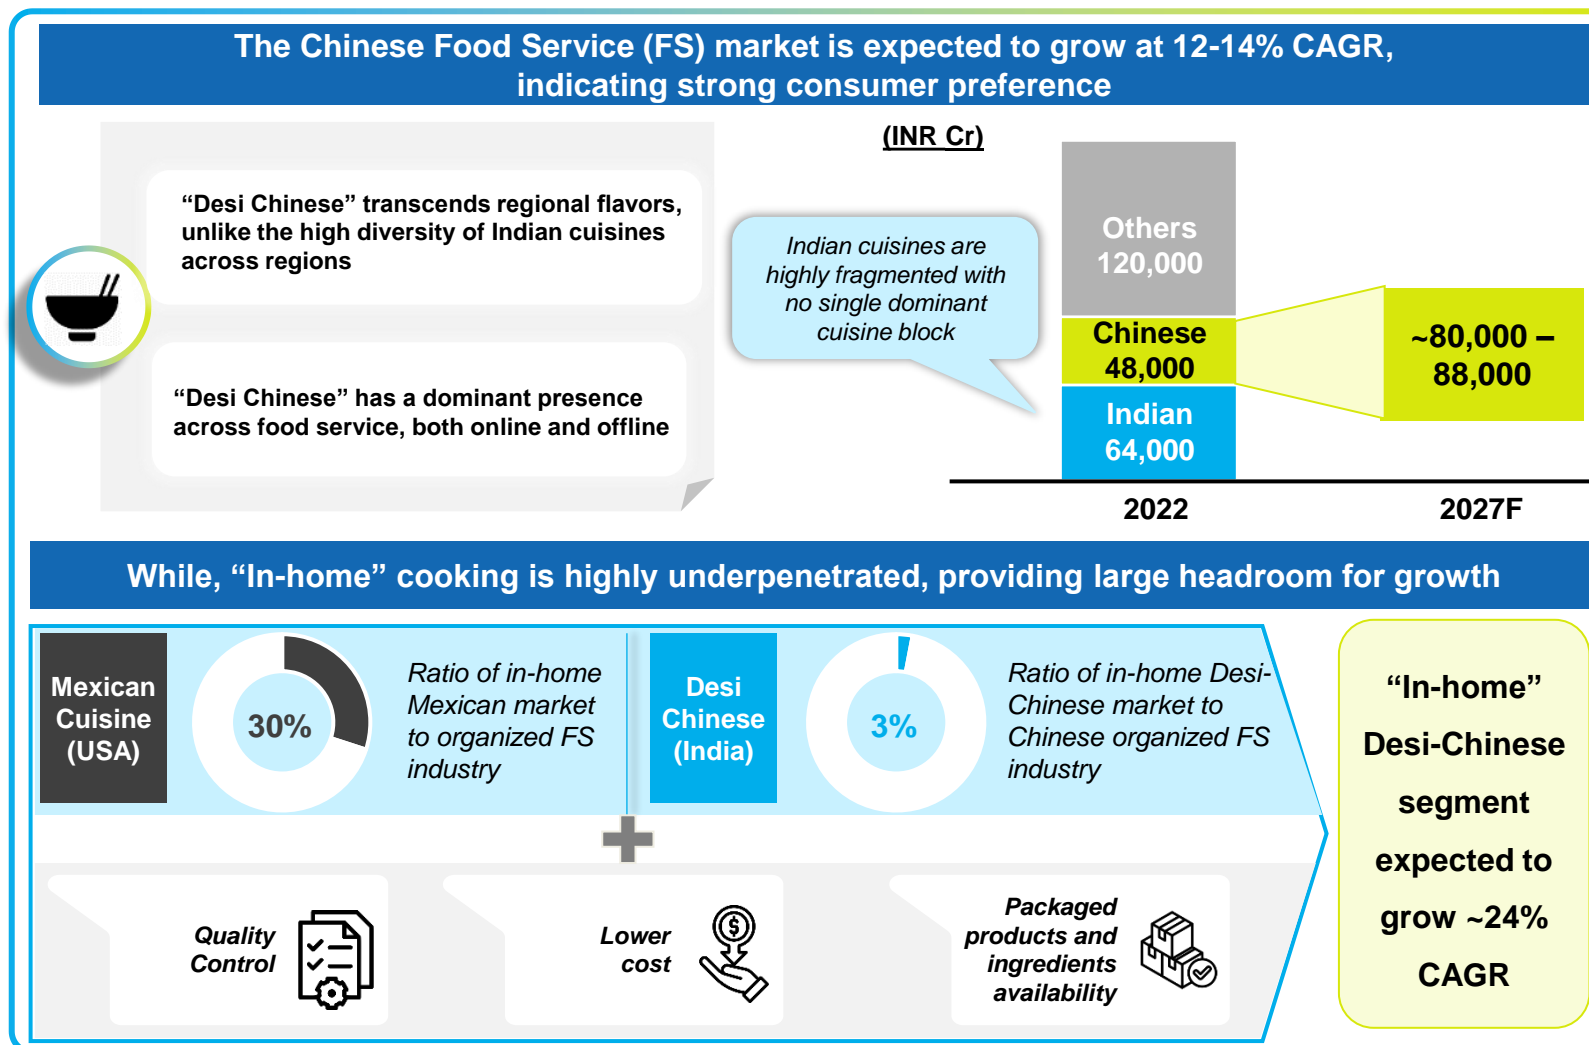 The Chinese Food Service (FS) market is expected to grow at 12-14% CAGR,
indicating strong consumer preference
“Desi Chinese” transcends regional flavors,
unlike the high diversity of Indian cuisines
across regions
“Desi Chinese” has a dominant presence
across food service, both online and offline
(INR Cr)
Indian cuisines are
highly fragmented with
no single dominant
cuisine block
Others
120,000
Chinese
48,000
Indian
64,000
~80,000 –
88,000
2022
2027F
While, “In-home” cooking is highly underpenetrated, providing large headroom for growth
Mexican
Cuisine
(USA)
30%
Ratio of in-home
Mexican market
to organized FS
industry
Desi
Chinese
(India)
3%
Ratio of in-home Desi-
Chinese market to
Chinese organized FS
industry
Quality
Control
Lower
cost
$
Packaged
products and
ingredients
availability
“In-home”
Desi-Chinese
segment
expected to
grow ~24%
CAGR